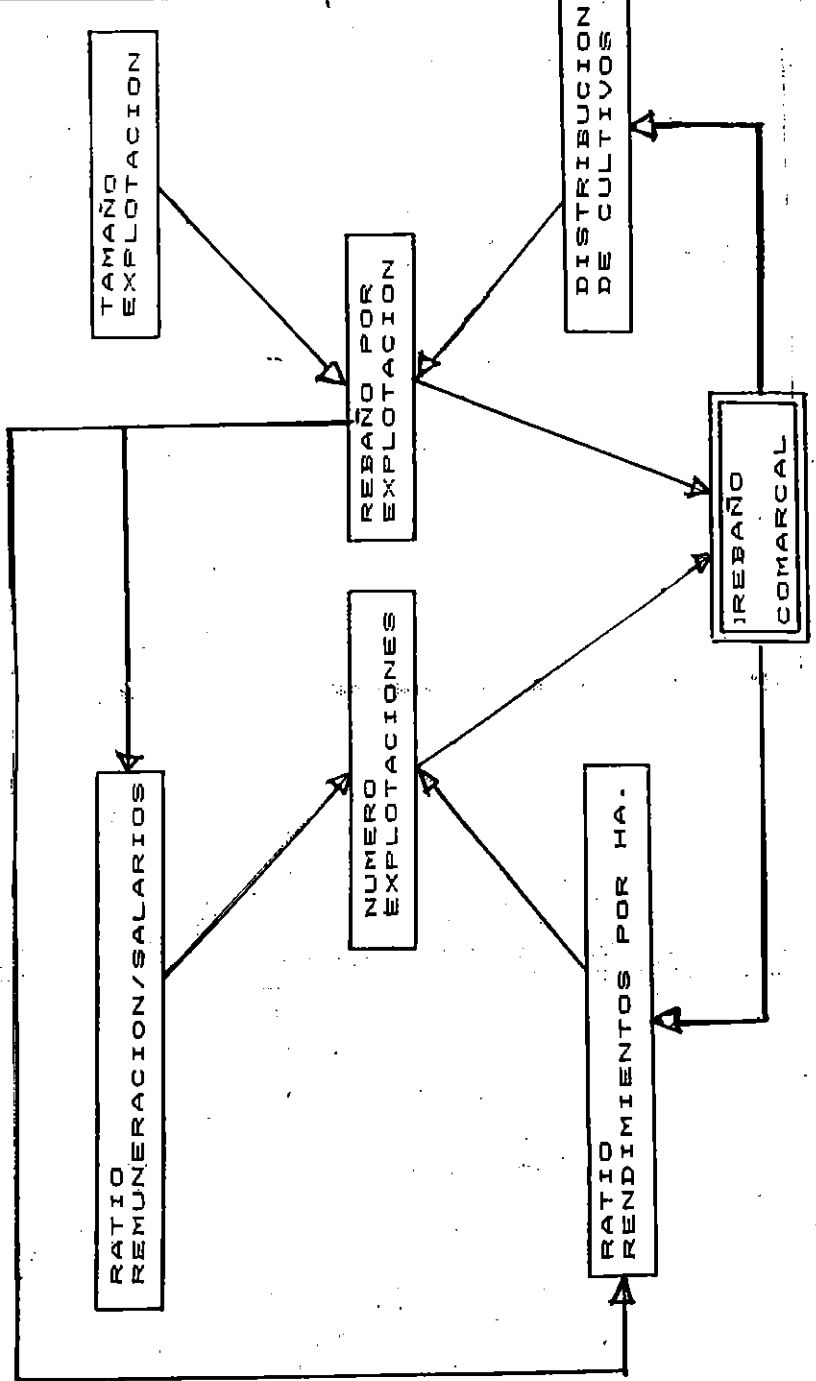 RATIO
REMUNERACION/SALARIOS
TAMAÑO
EXPLOTACION
NUMERO
EXPLOTACIONES
REBAÑO POR
EXPLOTACION
RATIO
RENDIMIENTOS POR HA.
DISTRIBUCION
DE CULTIVOS
REBAÑO
COMARCAL